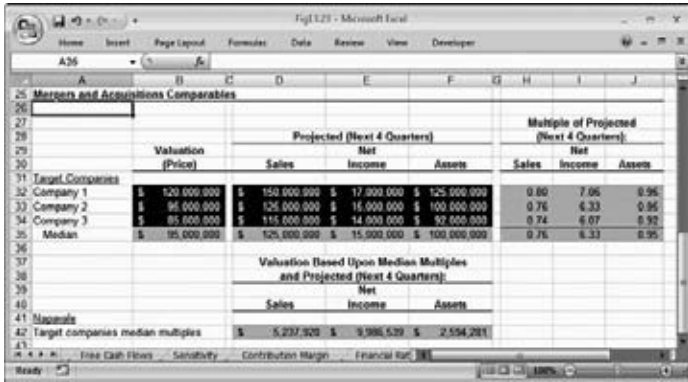 Fig1321 - Microsoft Excel
Home Insert Page Layout Formulas Data Review View Developer
A26 fx
A B C D E F G H I J
25 Mergers and Acquisitions Comparables
26
27 Multiple of Projected
28 Projected (Next 4 Quarters) (Next 4 Quarters):
29 Valuation Net Net
30 (Price) Sales Income Assets Sales Income Assets
31 Target Companies
32 Company 1 $ 120,000,000 $ 150,000,000 $ 17,000,000 $ 125,000,000 0.80 7.06 0.96
33 Company 2 $ 95,000,000 $ 125,000,000 $ 15,000,000 $ 100,000,000 0.76 6.33 0.95
34 Company 3 $ 85,000,000 $ 115,000,000 $ 14,000,000 $ 92,000,000 0.74 6.07 0.92
35 Median $ 95,000,000 $ 125,000,000 $ 15,000,000 $ 100,000,000 0.76 6.33 0.95
36
37 Valuation Based Upon Median Multiples
38 and Projected (Next 4 Quarters):
39 Net
40 Sales Income Assets
41 Napavale
42 Target companies median multiples $ 5,237,920 $ 9,986,539 $ 2,594,281
43
Free Cash Flows Sensitivity Contribution Margin Financial Rat
Ready 100%